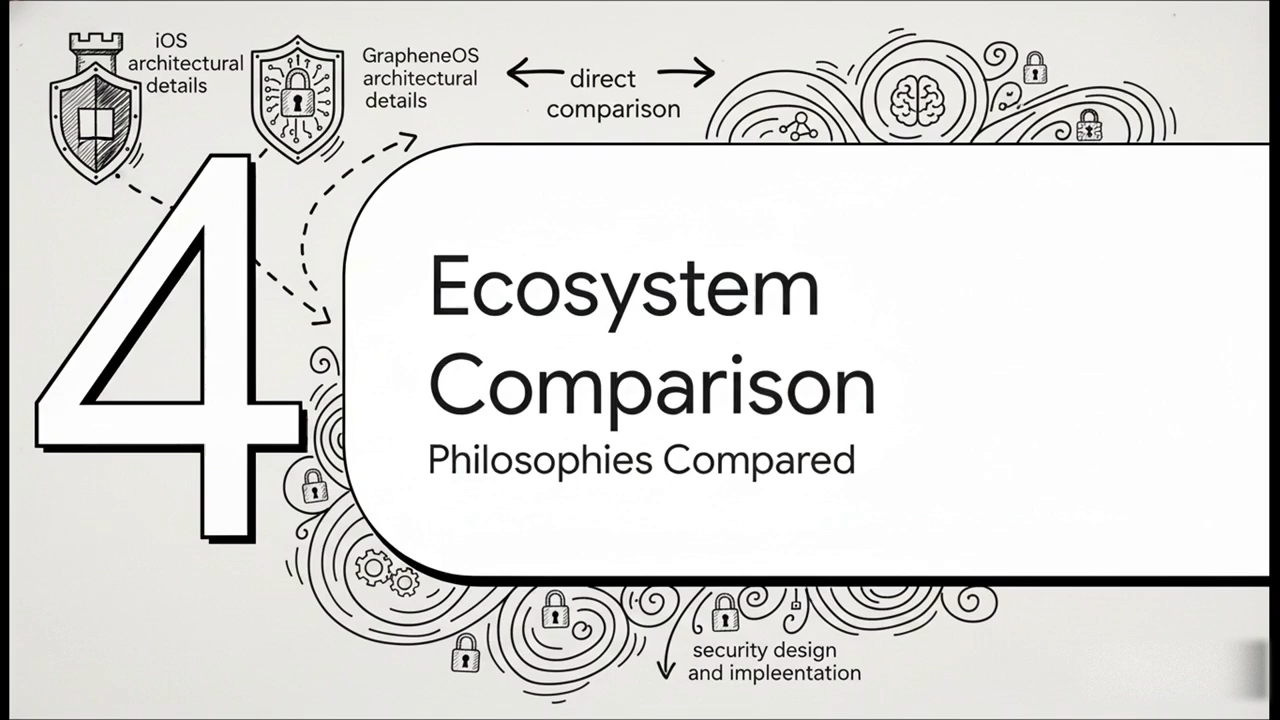 iOS
architectural
details
GrapheneOS
architectural
details
direct
comparison
4
Ecosystem
Comparison
Philosophies Compared
security design
and impleentation